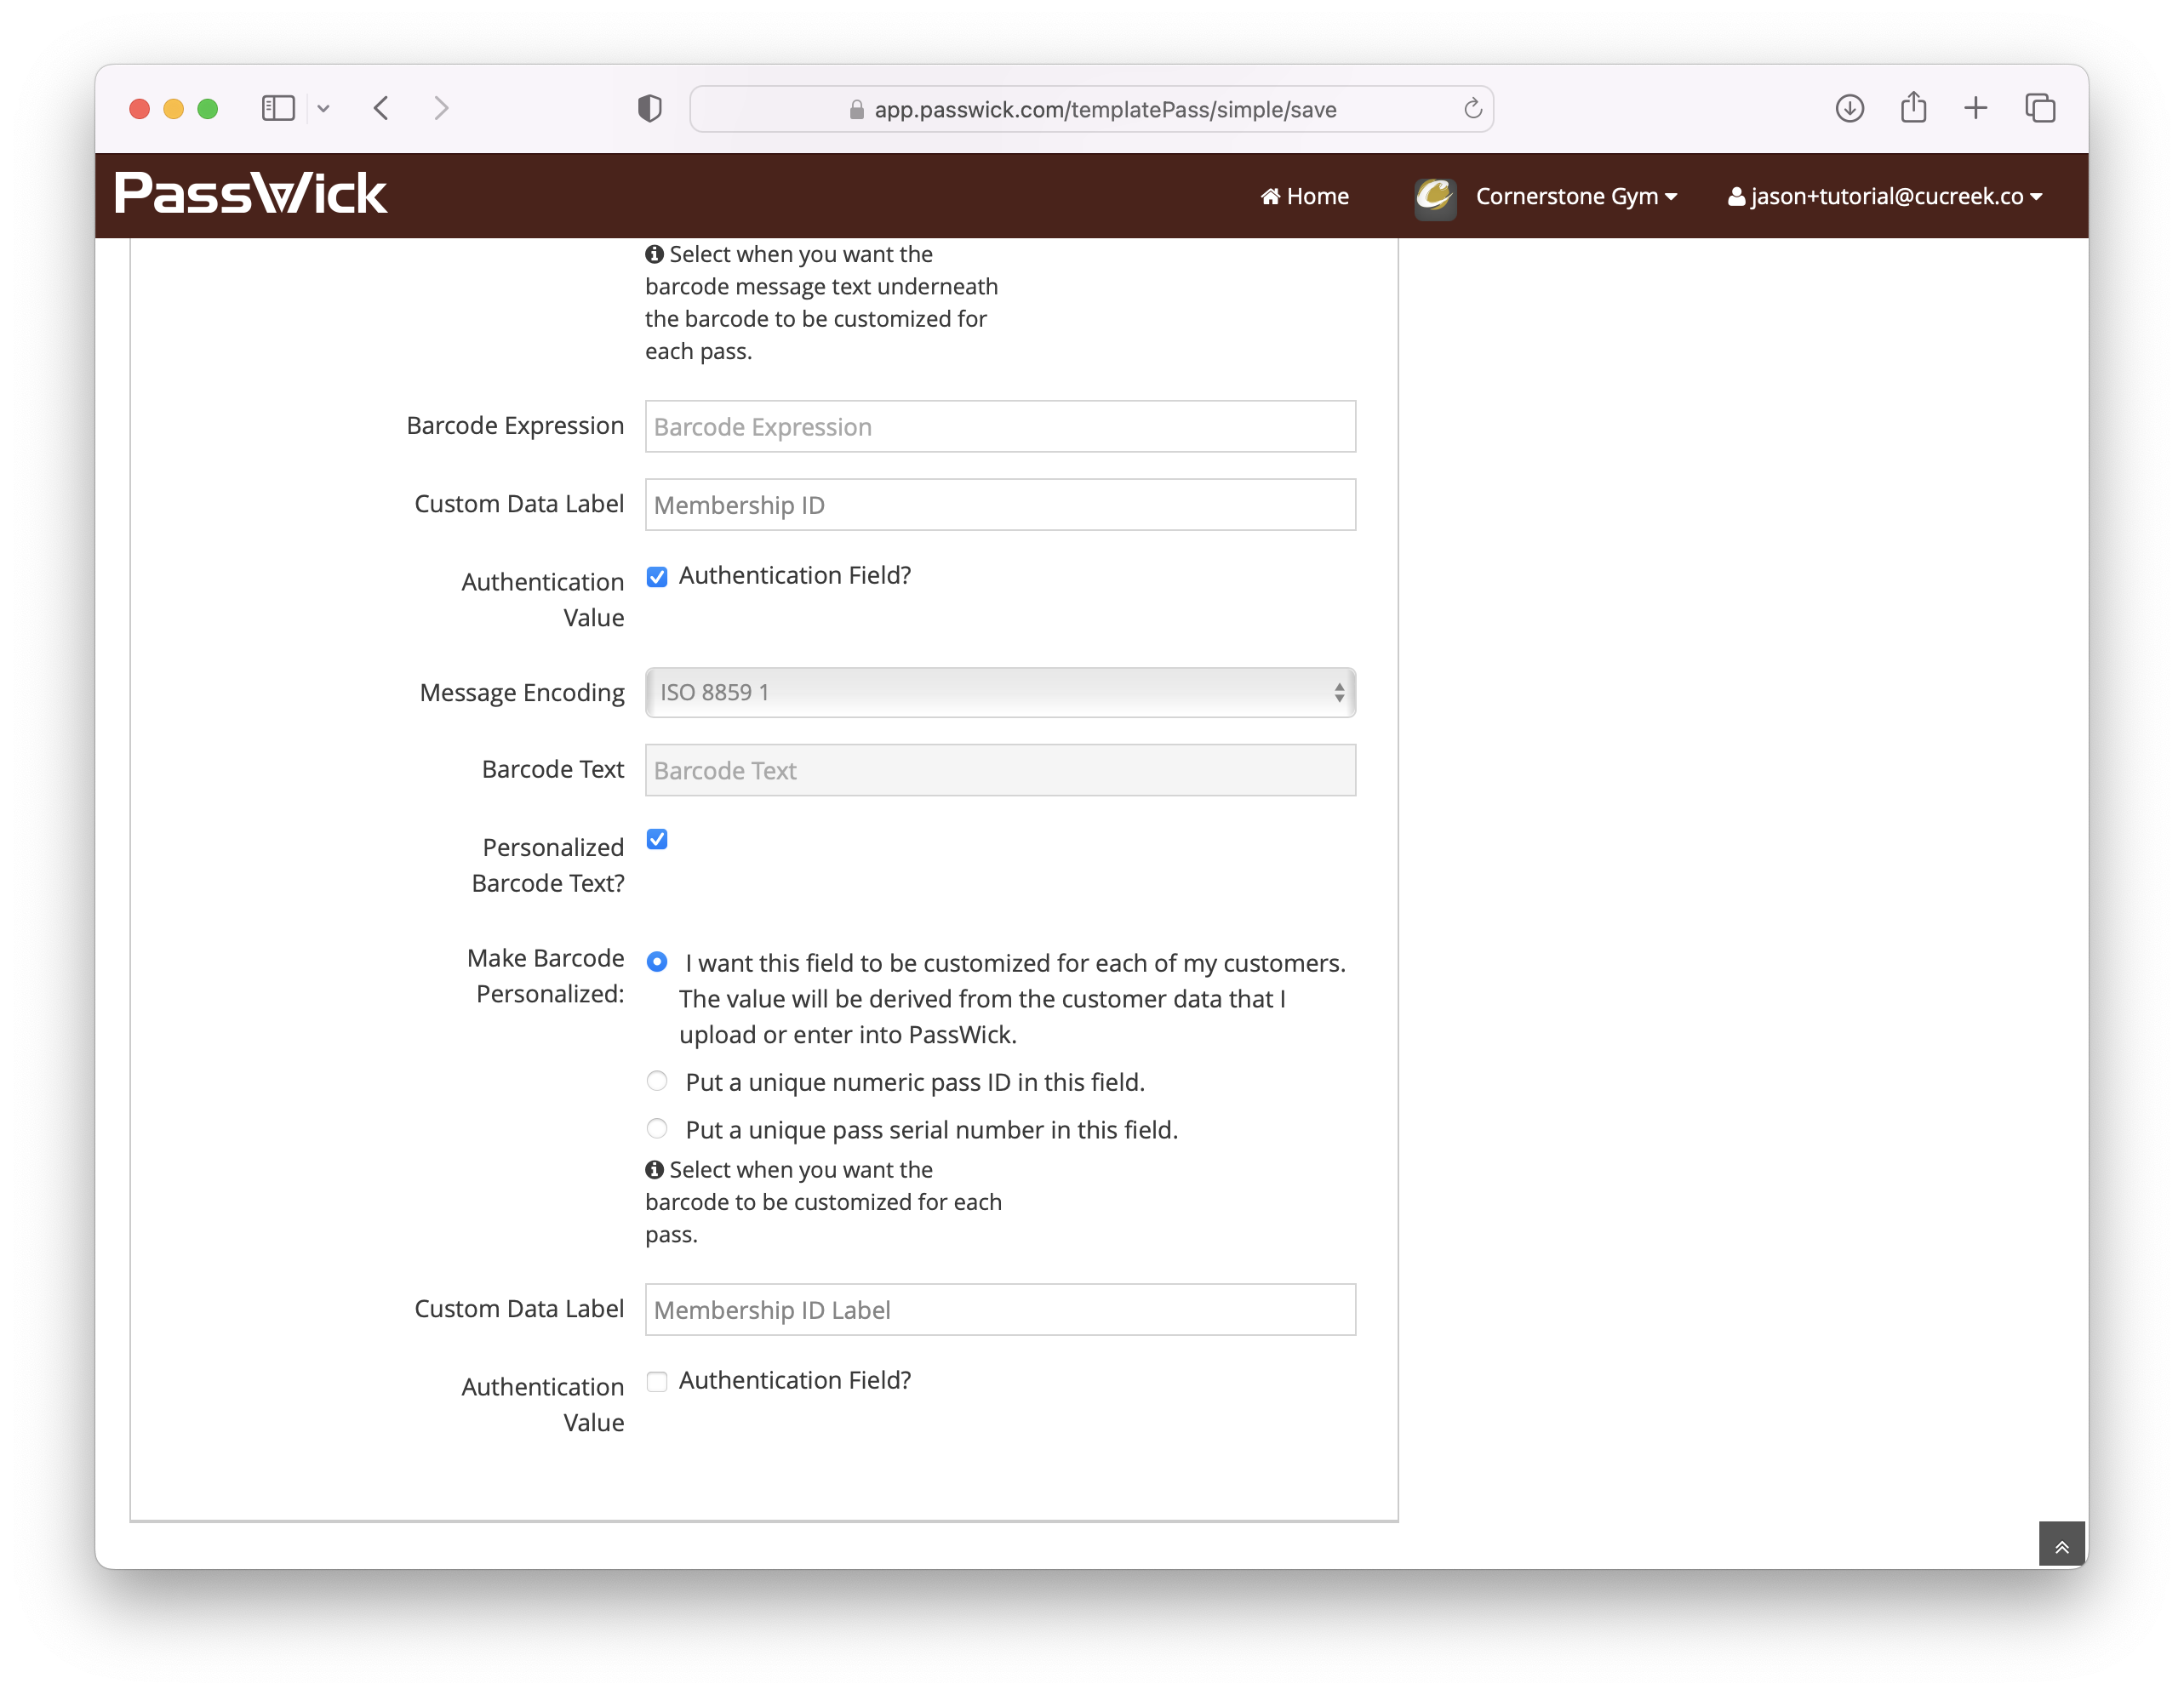 app.passwick.com/templatePass/simple/save
PassWick
Home
Cornerstone Gym
jason+tutorial@cucreek.co
Select when you want the
barcode message text underneath
the barcode to be customized for
each pass.
Barcode Expression
Barcode Expression
Custom Data Label
Membership ID
Authentication
Value
Authentication Field?
Message Encoding
ISO 8859 1
Barcode Text
Barcode Text
Personalized
Barcode Text?
Make Barcode
Personalized:
I want this field to be customized for each of my customers.
The value will be derived from the customer data that I
upload or enter into PassWick.
Put a unique numeric pass ID in this field.
Put a unique pass serial number in this field.
Select when you want the
barcode to be customized for each
pass.
Custom Data Label
Membership ID Label
Authentication
Value
Authentication Field?